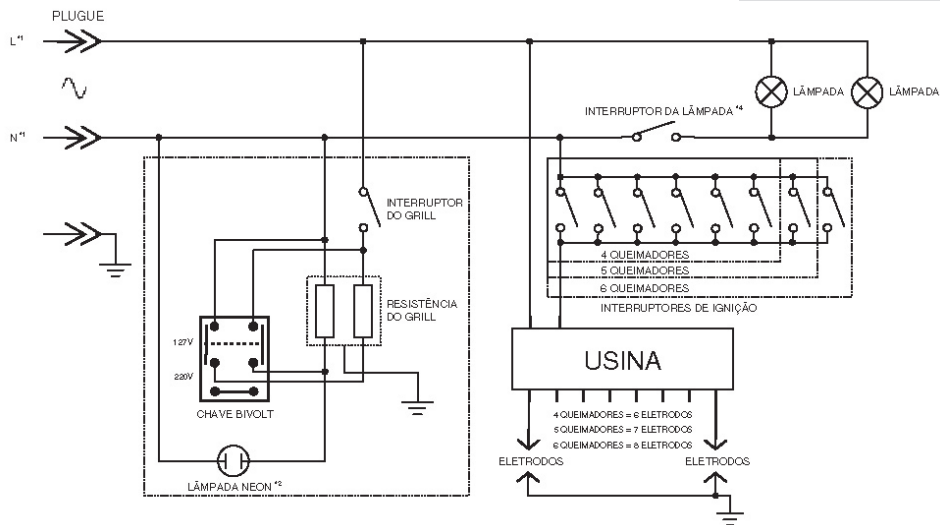 PLUGUE
L*1
N*1
LÂMPADA
LÂMPADA
INTERRUPTOR DA LÂMPADA *4
INTERRUPTOR
DO GRILL
4 QUEIMADORES
5 QUEIMADORES
6 QUEIMADORES
INTERRUPTORES DE IGNIÇÃO
RESISTÊNCIA
DO GRILL
127V
220V
CHAVE BIVOLT
USINA
4 QUEIMADORES = 6 ELETRODOS
5 QUEIMADORES = 7 ELETRODOS
6 QUEIMADORES = 8 ELETRODOS
ELETRODOS
ELETRODOS
LÂMPADA NEON *2